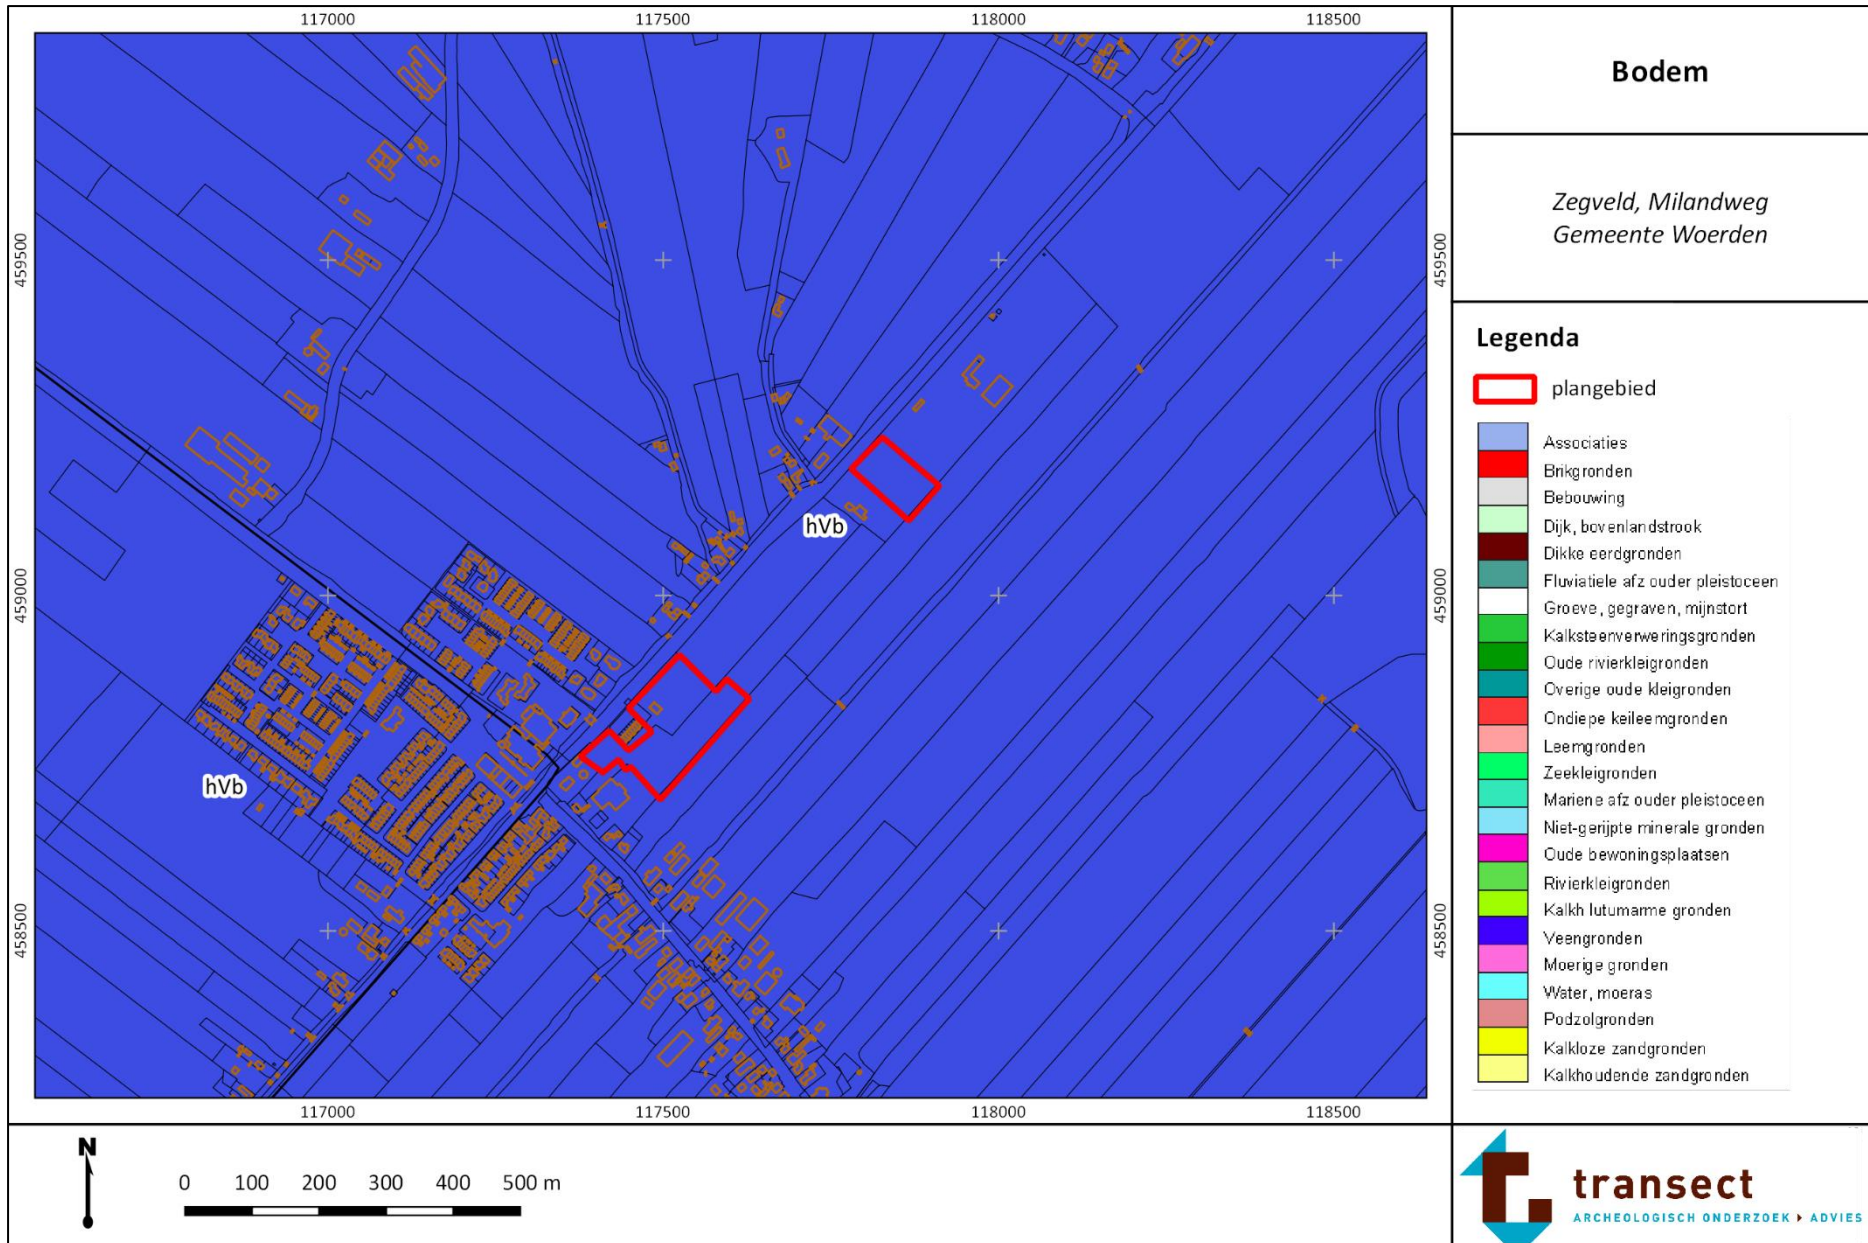 117000 117500 118000 118500
Bodem
Zegveld, Milandweg
Gemeente Woerden
459500 459500
Legenda
plangebied
Associaties
Brikgronden
Bebouwing
Dijk, bovenlandstrook
Dikke eerdgronden
Fluviatiele afz ouder pleistoceen
Groeve, gegraven, mijnstort
Kalksteenverweringsgronden
Oude rivierkleigronden
Overige oude kleigronden
Ondiepe keileemgronden
Leemgronden
Zeekleigronden
Mariene afz ouder pleistoceen
Niet-gerijpte minerale gronden
Oude bewoningsplaatsen
Rivierkleigronden
Kalkh lutumarme gronden
Veengronden
Moerige gronden
Water, moeras
Podzolgronden
Kalkloze zandgronden
Kalkhoudende zandgronden
hVb
459000 459000
hVb
458500 458500
117000 117500 118000 118500
N
0 100 200 300 400 500 m
transect
ARCHEOLOGISCH ONDERZOEK ADVIES